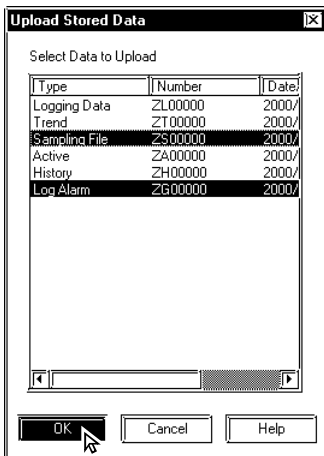 Upload Stored Data
Select Data to Upload
Type Number Date/
Logging Data ZL00000 2000/
Trend ZT00000 2000/
Sampling File ZS00000 2000/
Active ZA00000 2000/
History ZH00000 2000/
Log Alarm ZG00000 2000/
OK Cancel Help